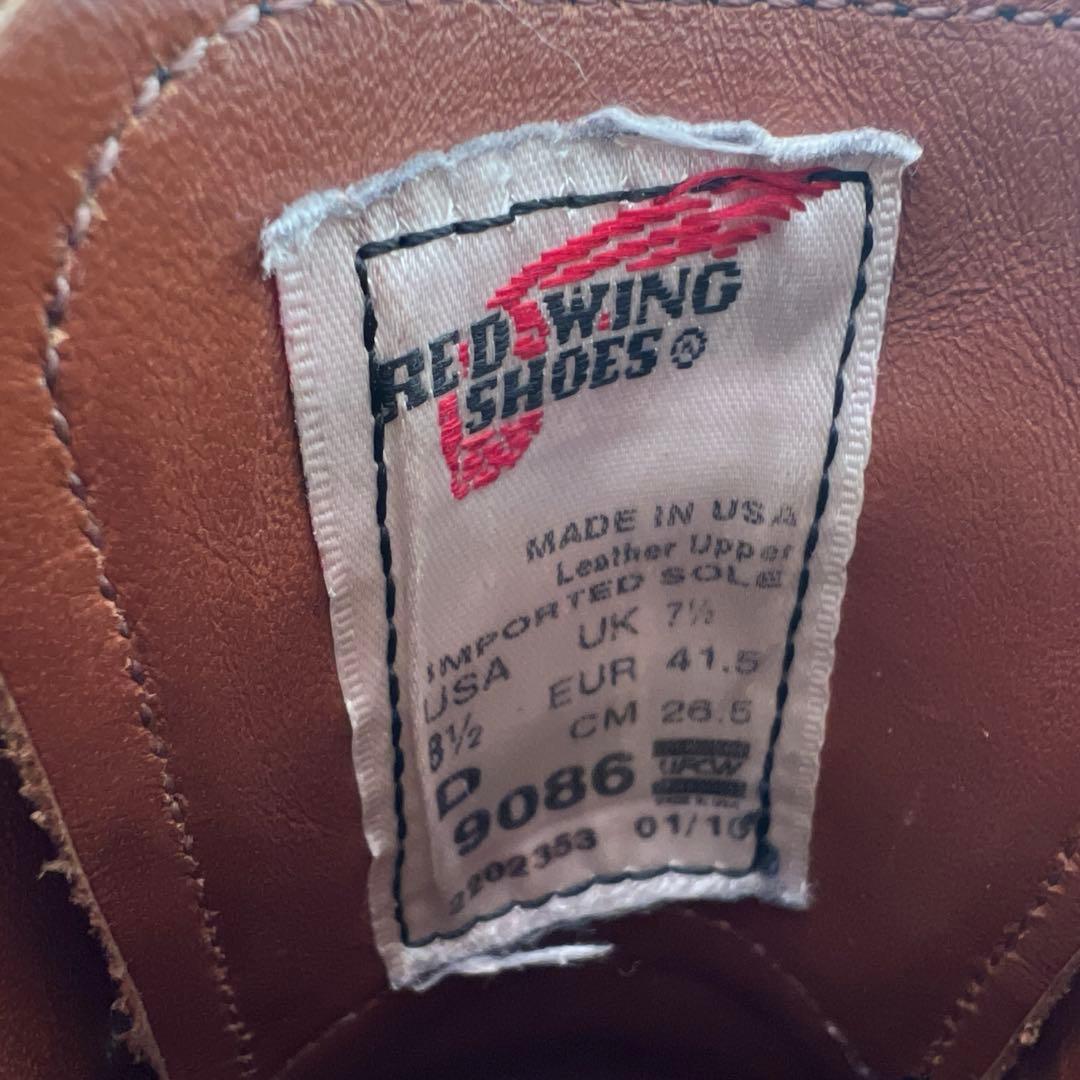 RED WING
SHOES®
MADE IN USA
Leather Upper
IMPORTED SOLE
USA UK 7½
8½ EUR 41.5
D CM 26.5
9086 UFCW
2202353 01/10